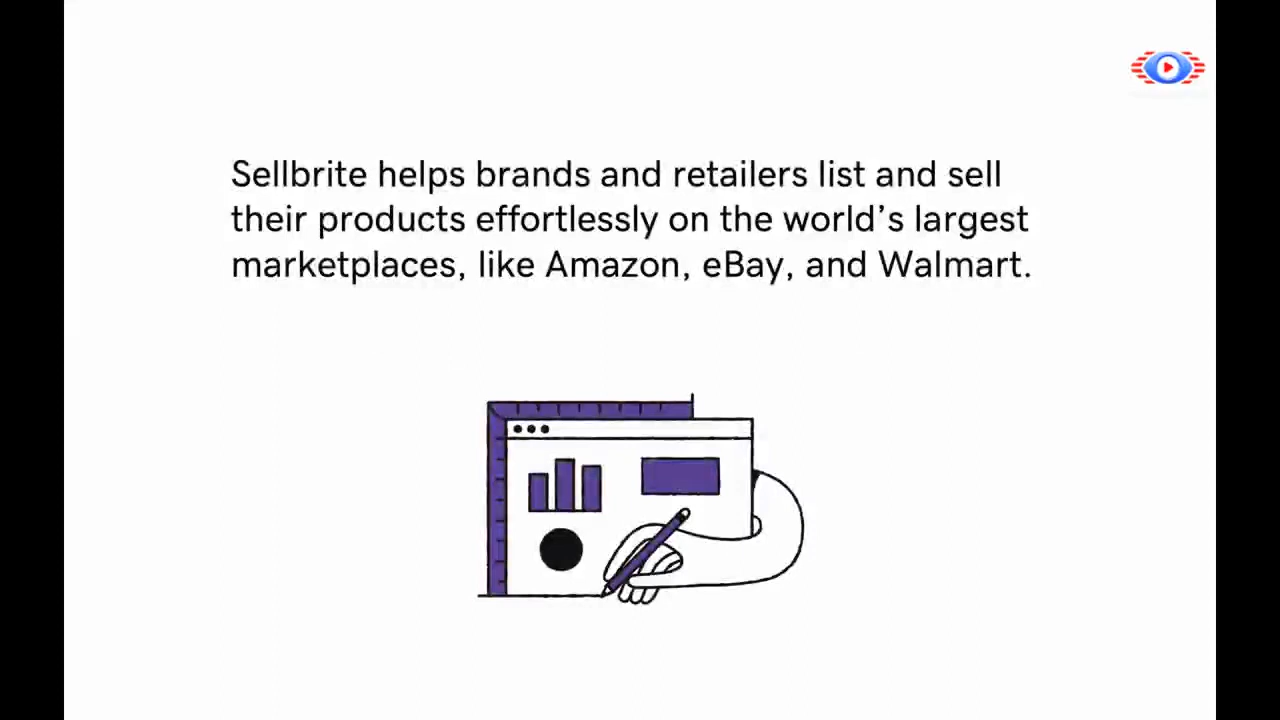 Sellbrite helps brands and retailers list and sell
their products effortlessly on the world’s largest
marketplaces, like Amazon, eBay, and Walmart.